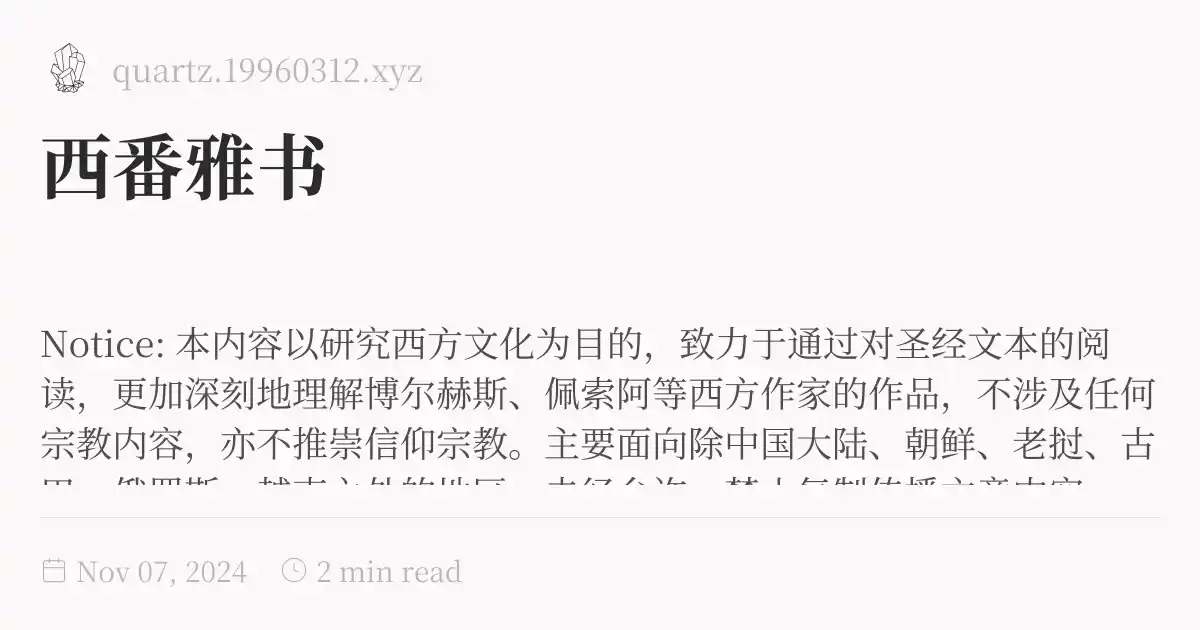 quartz.19960312.xyz
西番雅书
Notice: 本内容以研究西方文化为目的，致力于通过对圣经文本的阅
读，更加深刻地理解博尔赫斯、佩索阿等西方作家的作品，不涉及任何
宗教内容，亦不推崇信仰宗教。主要面向除中国大陆、朝鲜、老挝、古
Nov 07, 2024
2 min read